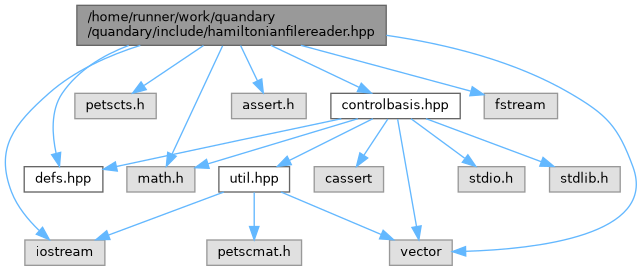 /home/runner/work/quandary
/quandary/include/hamiltonianfilereader.hpp
petscts.h
assert.h
controlbasis.hpp
fstream
defs.hpp
math.h
util.hpp
cassert
stdio.h
stdlib.h
iostream
petscmat.h
vector